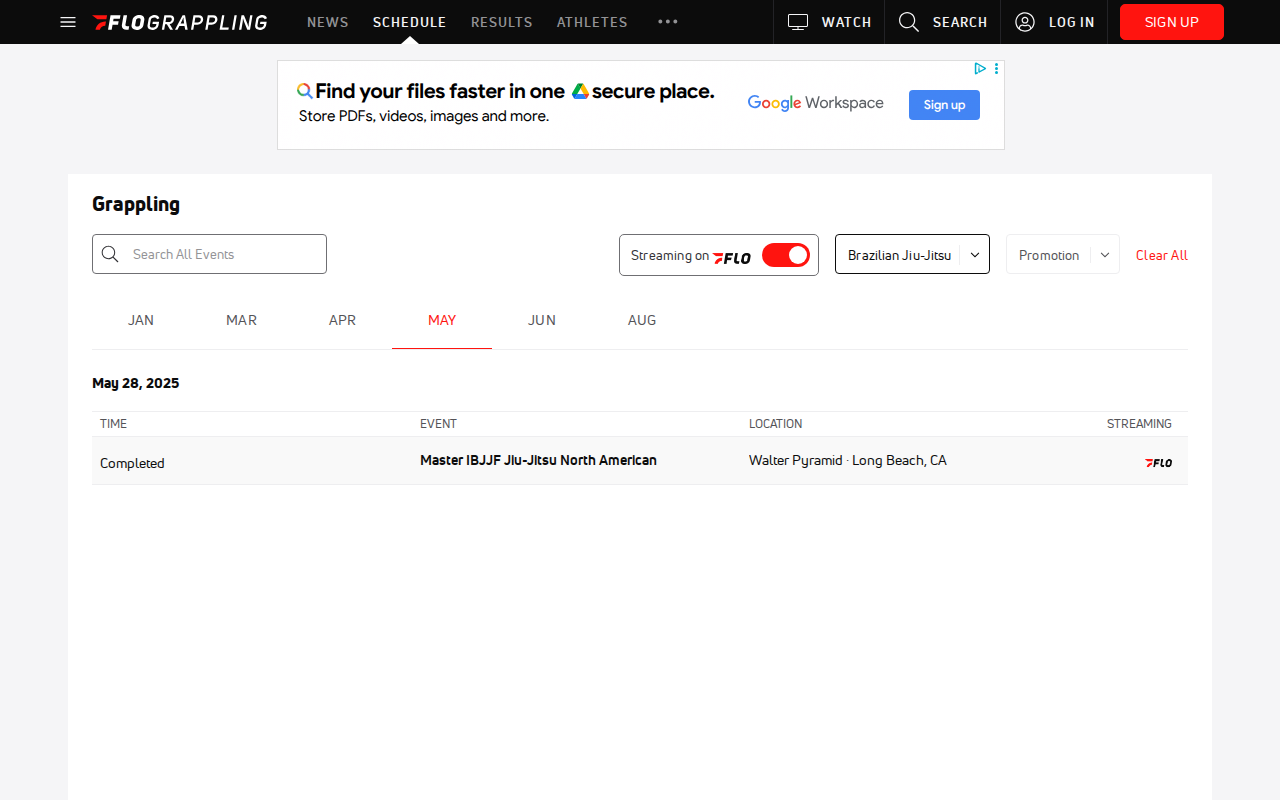 FLOGRAPPLING NEWS SCHEDULE RESULTS ATHLETES WATCH SEARCH LOG IN SIGN UP
Find your files faster in one secure place.
Store PDFs, videos, images and more.
Google Workspace
Sign up
Grappling
Search All Events Streaming on FLO Brazilian Jiu-Jitsu Promotion Clear All
JAN MAR APR MAY JUN AUG
May 28, 2025
TIME EVENT LOCATION STREAMING
Completed Master IBJJF Jiu-Jitsu North American Walter Pyramid · Long Beach, CA FLO